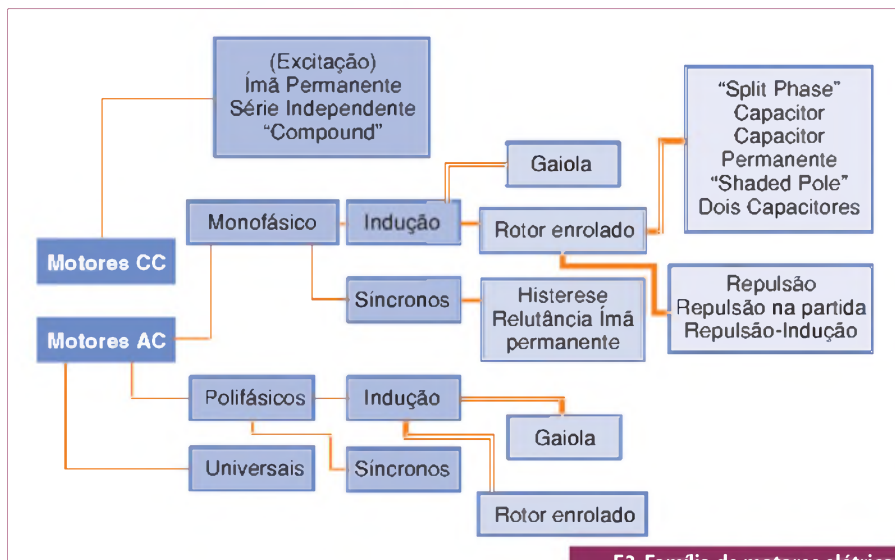 (Excitação)
Ímã Permanente
Série Independente
“Compound”
“Split Phase”
Capacitor
Capacitor
Permanente
“Shaded Pole”
Dois Capacitores
Gaiola
Monofásico
Indução
Rotor enrolado
Motores CC
Síncronos
Histerese
Relutância Ímã
permanente
Repulsão
Repulsão na partida
Repulsão-Indução
Motores AC
Polifásicos
Indução
Gaiola
Universais
Síncronos
Rotor enrolado